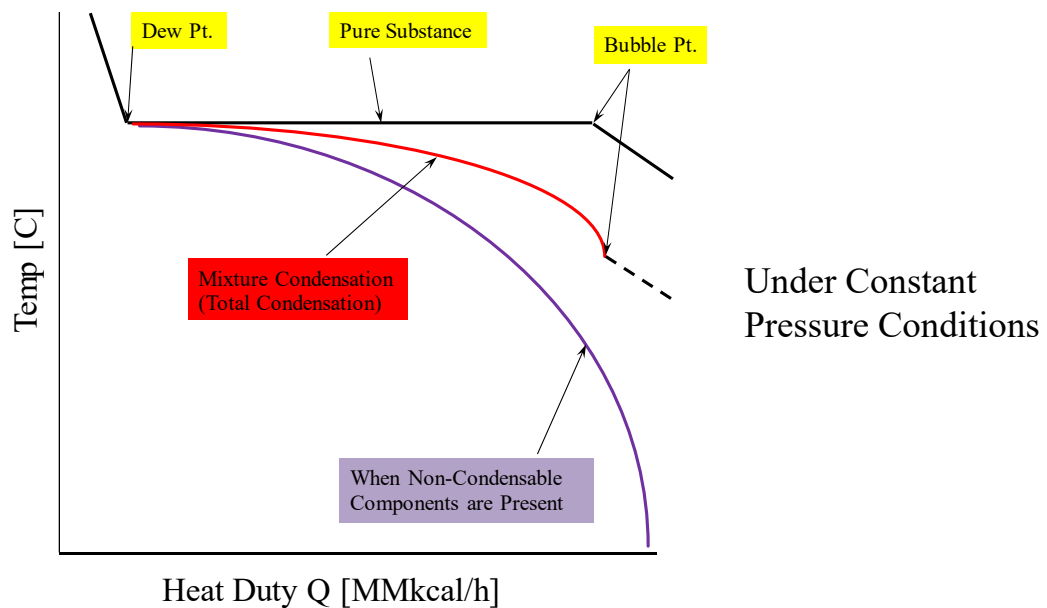 Dew Pt.
Pure Substance
Bubble Pt.
Temp [C]
Mixture Condensation
(Total Condensation)
Under Constant
Pressure Conditions
When Non-Condensable
Components are Present
Heat Duty Q [MMkcal/h]